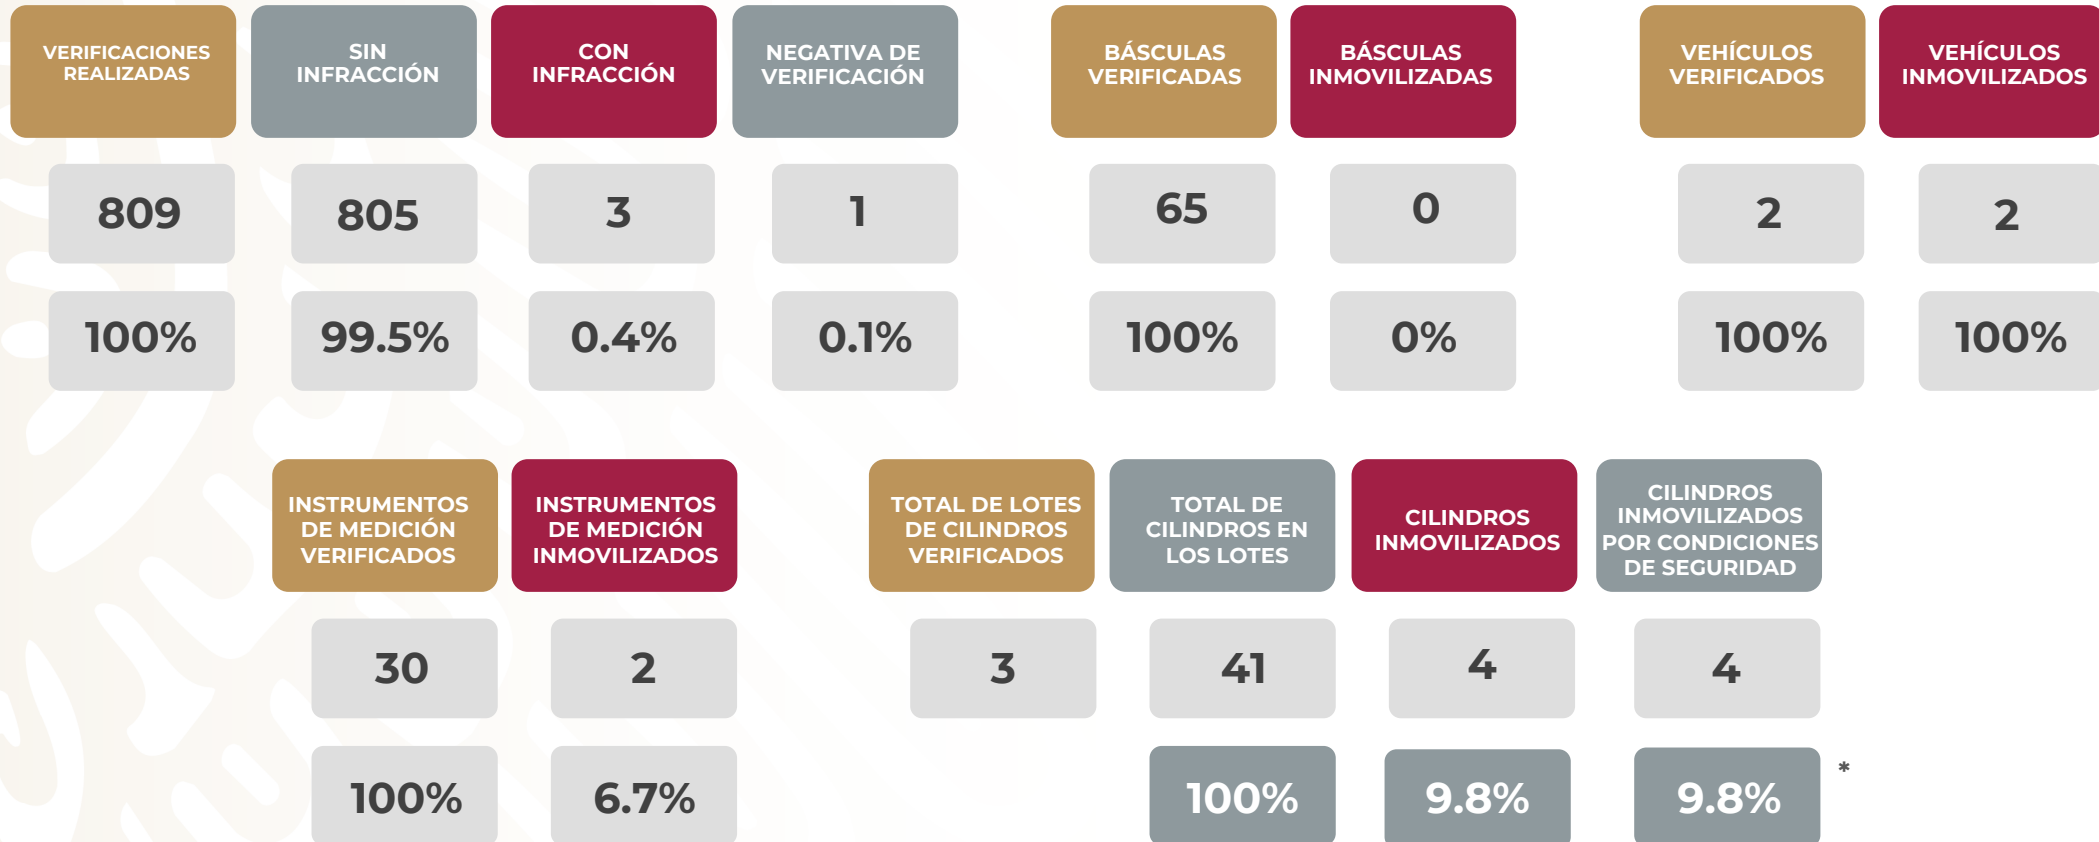 VERIFICACIONES
REALIZADAS
SIN
INFRACCIÓN
CON
INFRACCIÓN
NEGATIVA DE
VERIFICACIÓN
BÁSCULAS
VERIFICADAS
BÁSCULAS
INMOVILIZADAS
VEHÍCULOS
VERIFICADOS
VEHÍCULOS
INMOVILIZADOS
809
805
3
1
65
0
2
2
100%
99.5%
0.4%
0.1%
100%
0%
100%
100%
INSTRUMENTOS
DE MEDICIÓN
VERIFICADOS
INSTRUMENTOS
DE MEDICIÓN
INMOVILIZADOS
TOTAL DE LOTES
DE CILINDROS
VERIFICADOS
TOTAL DE
CILINDROS EN
LOS LOTES
CILINDROS
INMOVILIZADOS
CILINDROS
INMOVILIZADOS
POR CONDICIONES
DE SEGURIDAD
30
2
3
41
4
4
100%
6.7%
100%
9.8%
9.8%
*